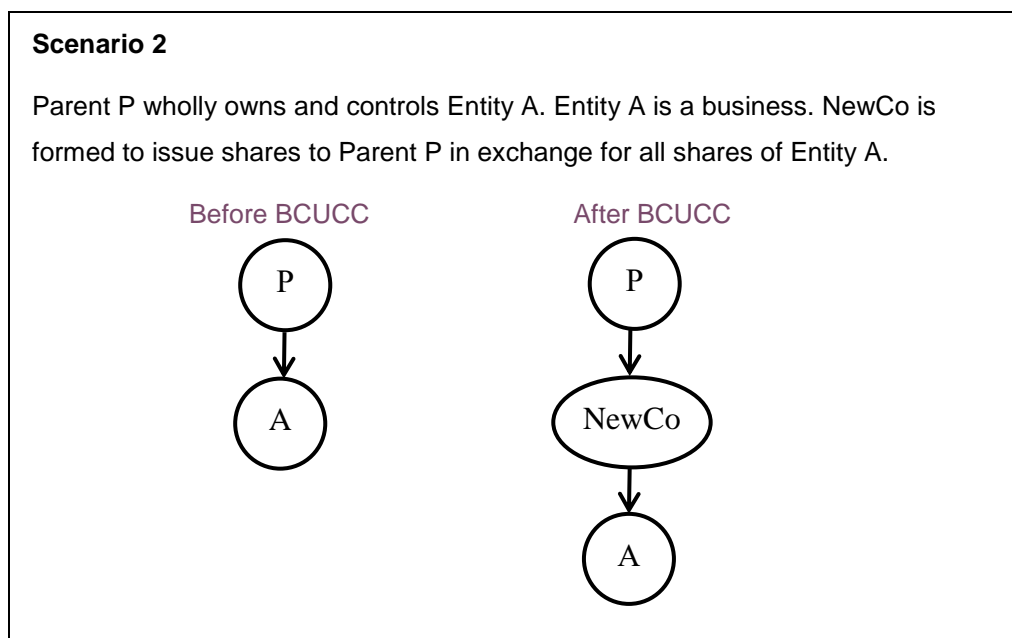 Scenario 2
Parent P wholly owns and controls Entity A. Entity A is a business. NewCo is
formed to issue shares to Parent P in exchange for all shares of Entity A.
Before BCUCC
After BCUCC
P
P
A
NewCo
A